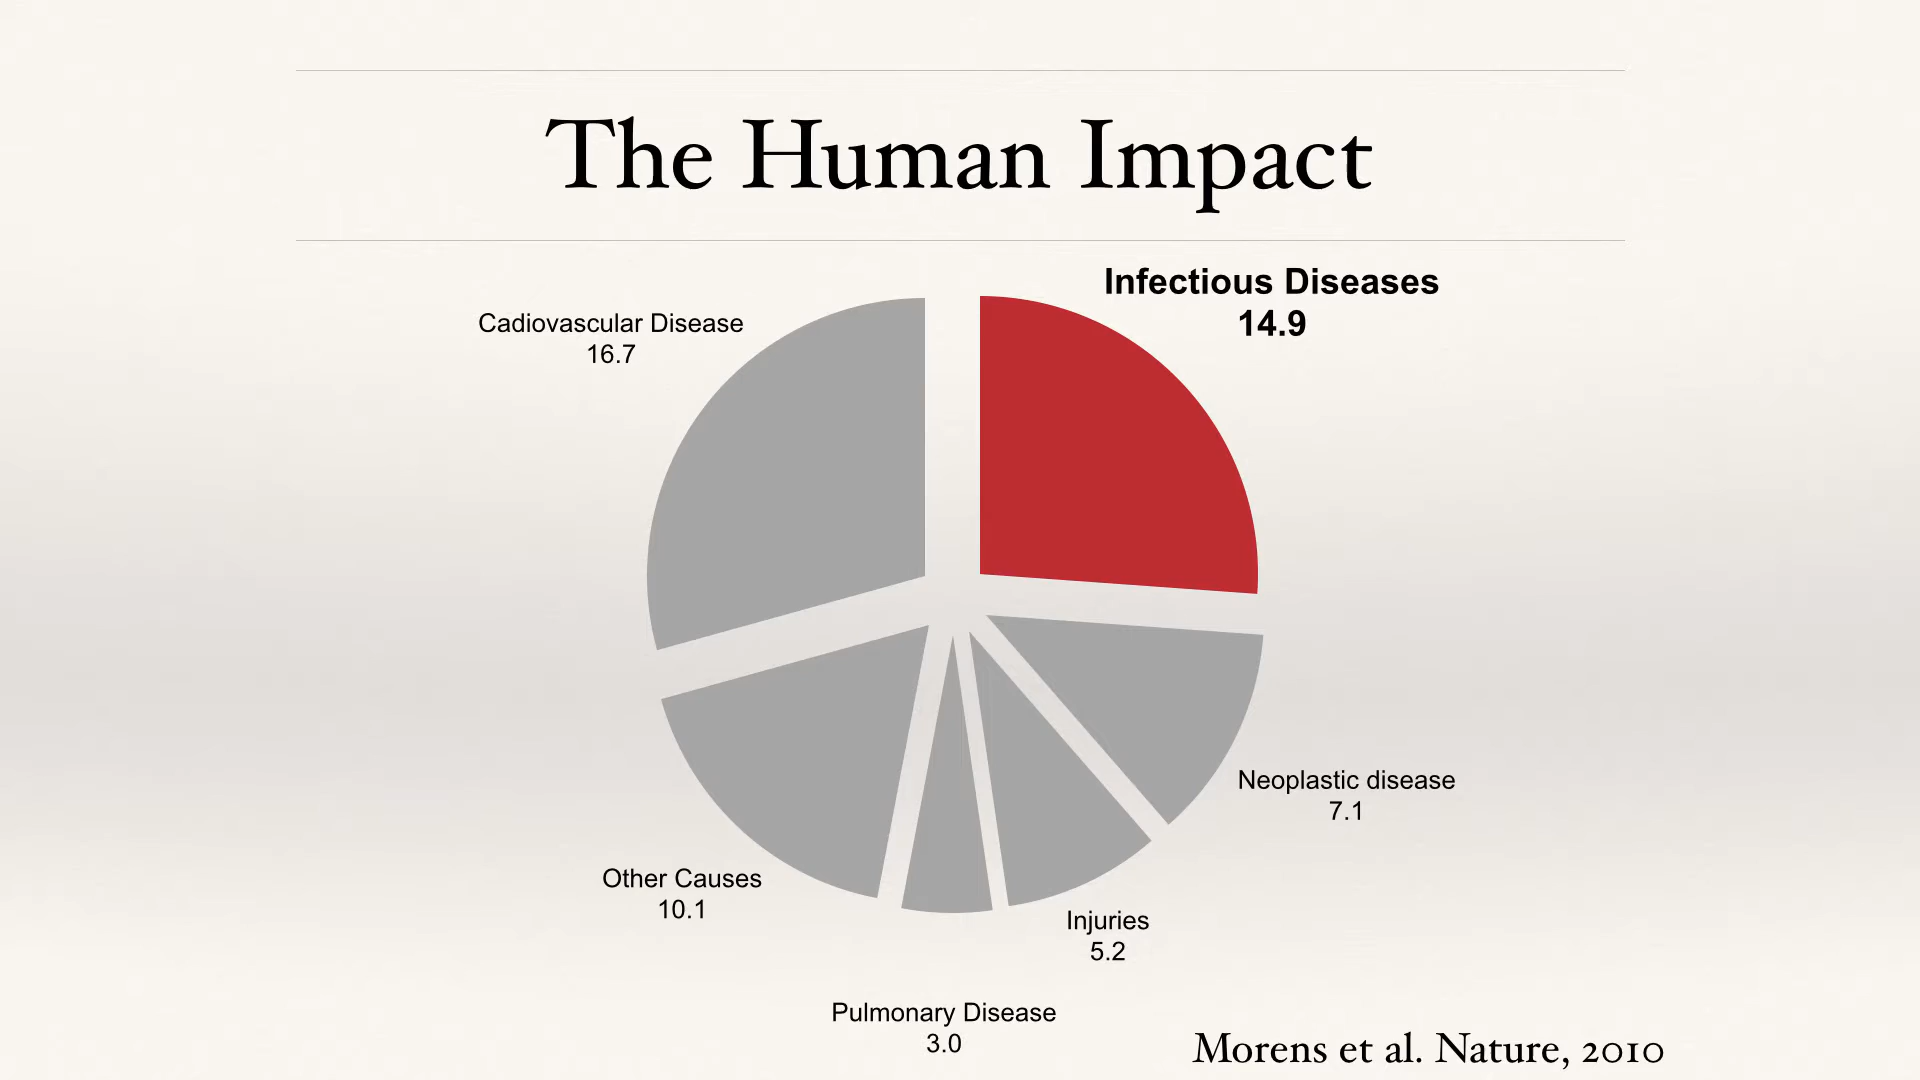 The Human Impact
Infectious Diseases
14.9
Cadiovascular Disease
16.7
Neoplastic disease
7.1
Other Causes
10.1
Injuries
5.2
Pulmonary Disease
3.0
Morens et al. Nature, 2010